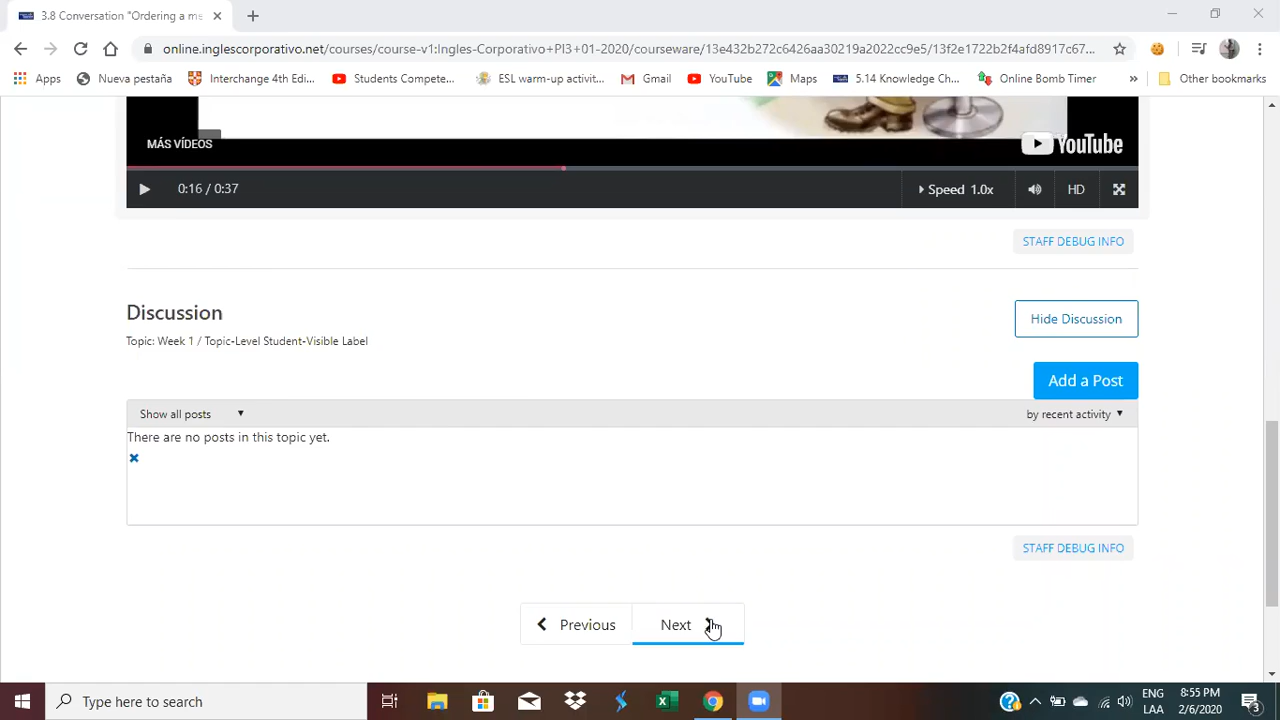 3.8 Conversation "Ordering a me
online.inglescorporativo.net/courses/course-v1:Ingles-Corporativo+PI3+01-2020/courseware/13e432b272c6426aa30219a2022cc9e5/13f2e1722b2f4afd8917c67...
Apps Nueva pestaña Interchange 4th Edi... Students Compete... ESL warm-up activit... Gmail YouTube Maps 5.14 Knowledge Ch... Online Bomb Timer » Other bookmarks
MÁS VÍDEOS YouTube
0:16 / 0:37 Speed 1.0x HD
STAFF DEBUG INFO
Discussion Hide Discussion
Topic: Week 1 / Topic-Level Student-Visible Label
Add a Post
Show all posts by recent activity
There are no posts in this topic yet.
STAFF DEBUG INFO
Previous Next
Type here to search ENG 8:55 PM
LAA 2/6/2020 3